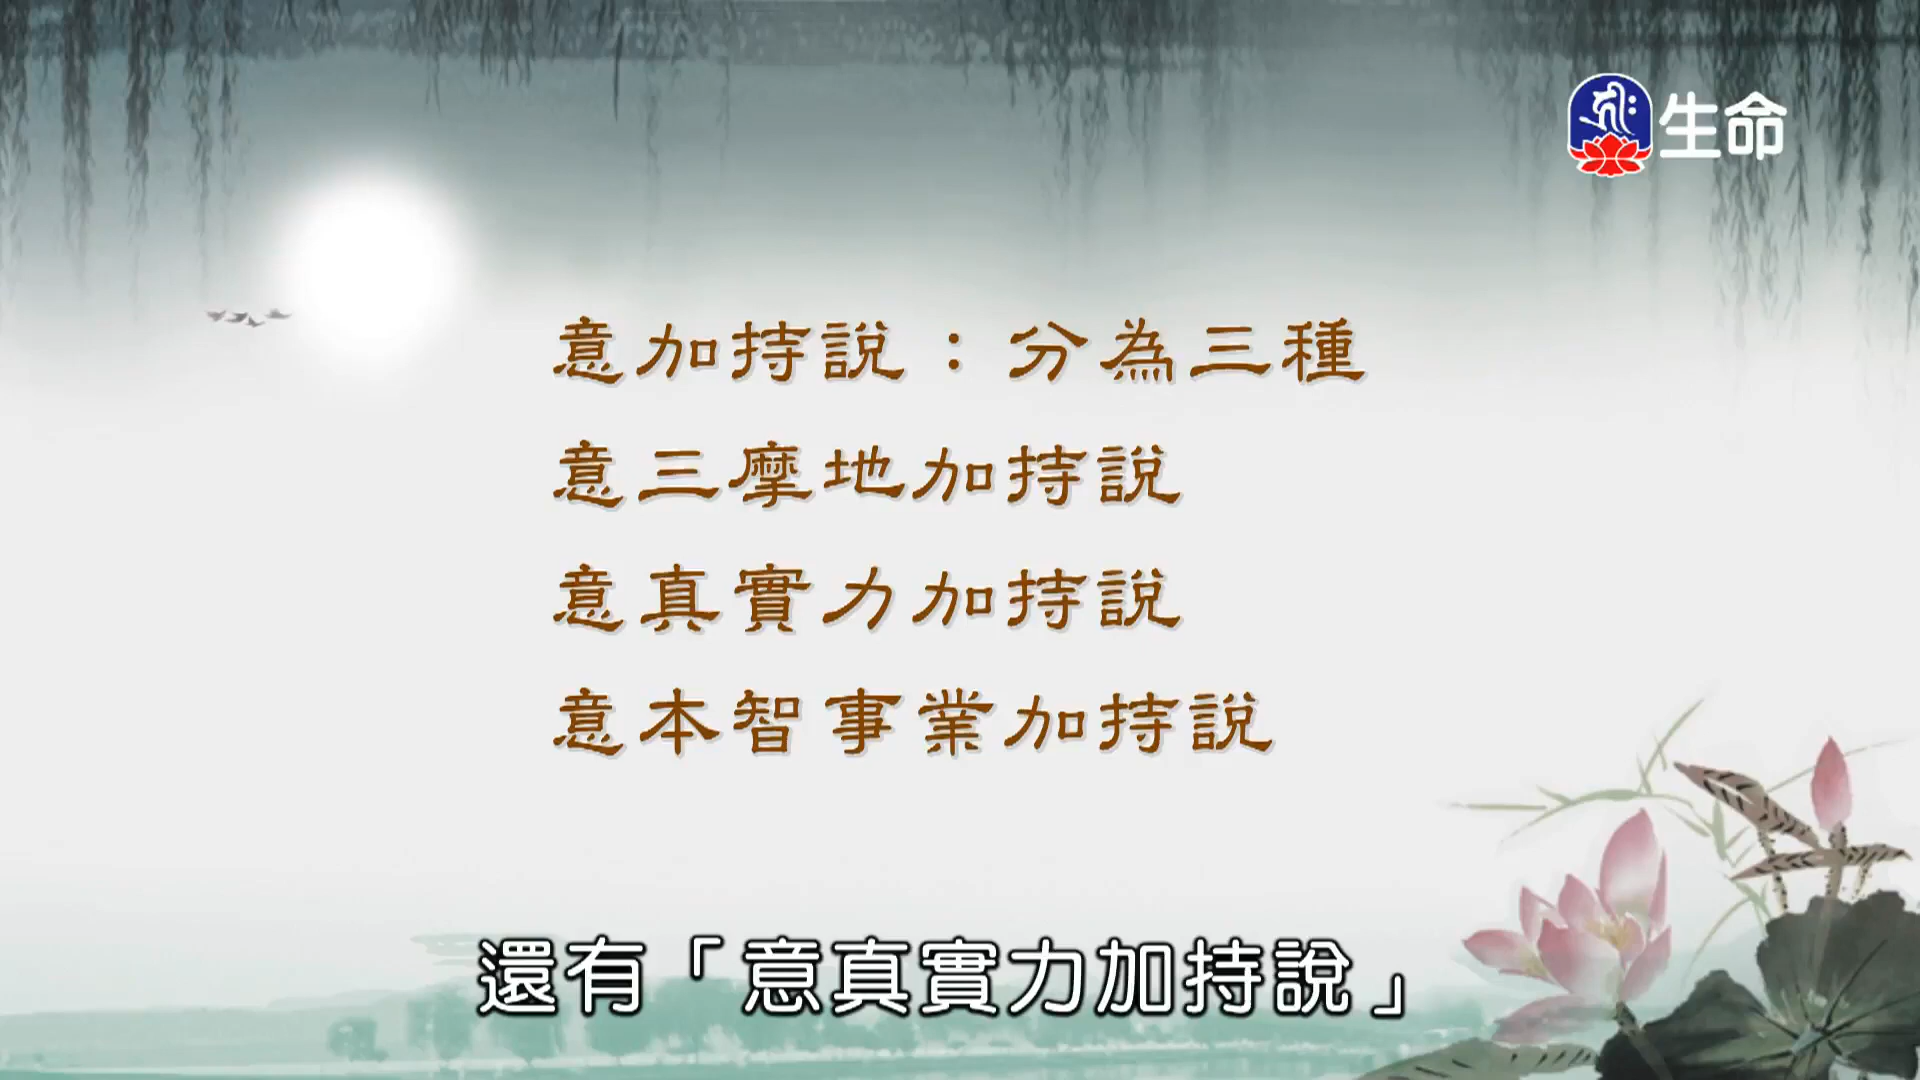 生命
意加持說：分為三種
意三摩地加持說
意真實力加持說
意本智事業加持說
還有「意真實力加持說」